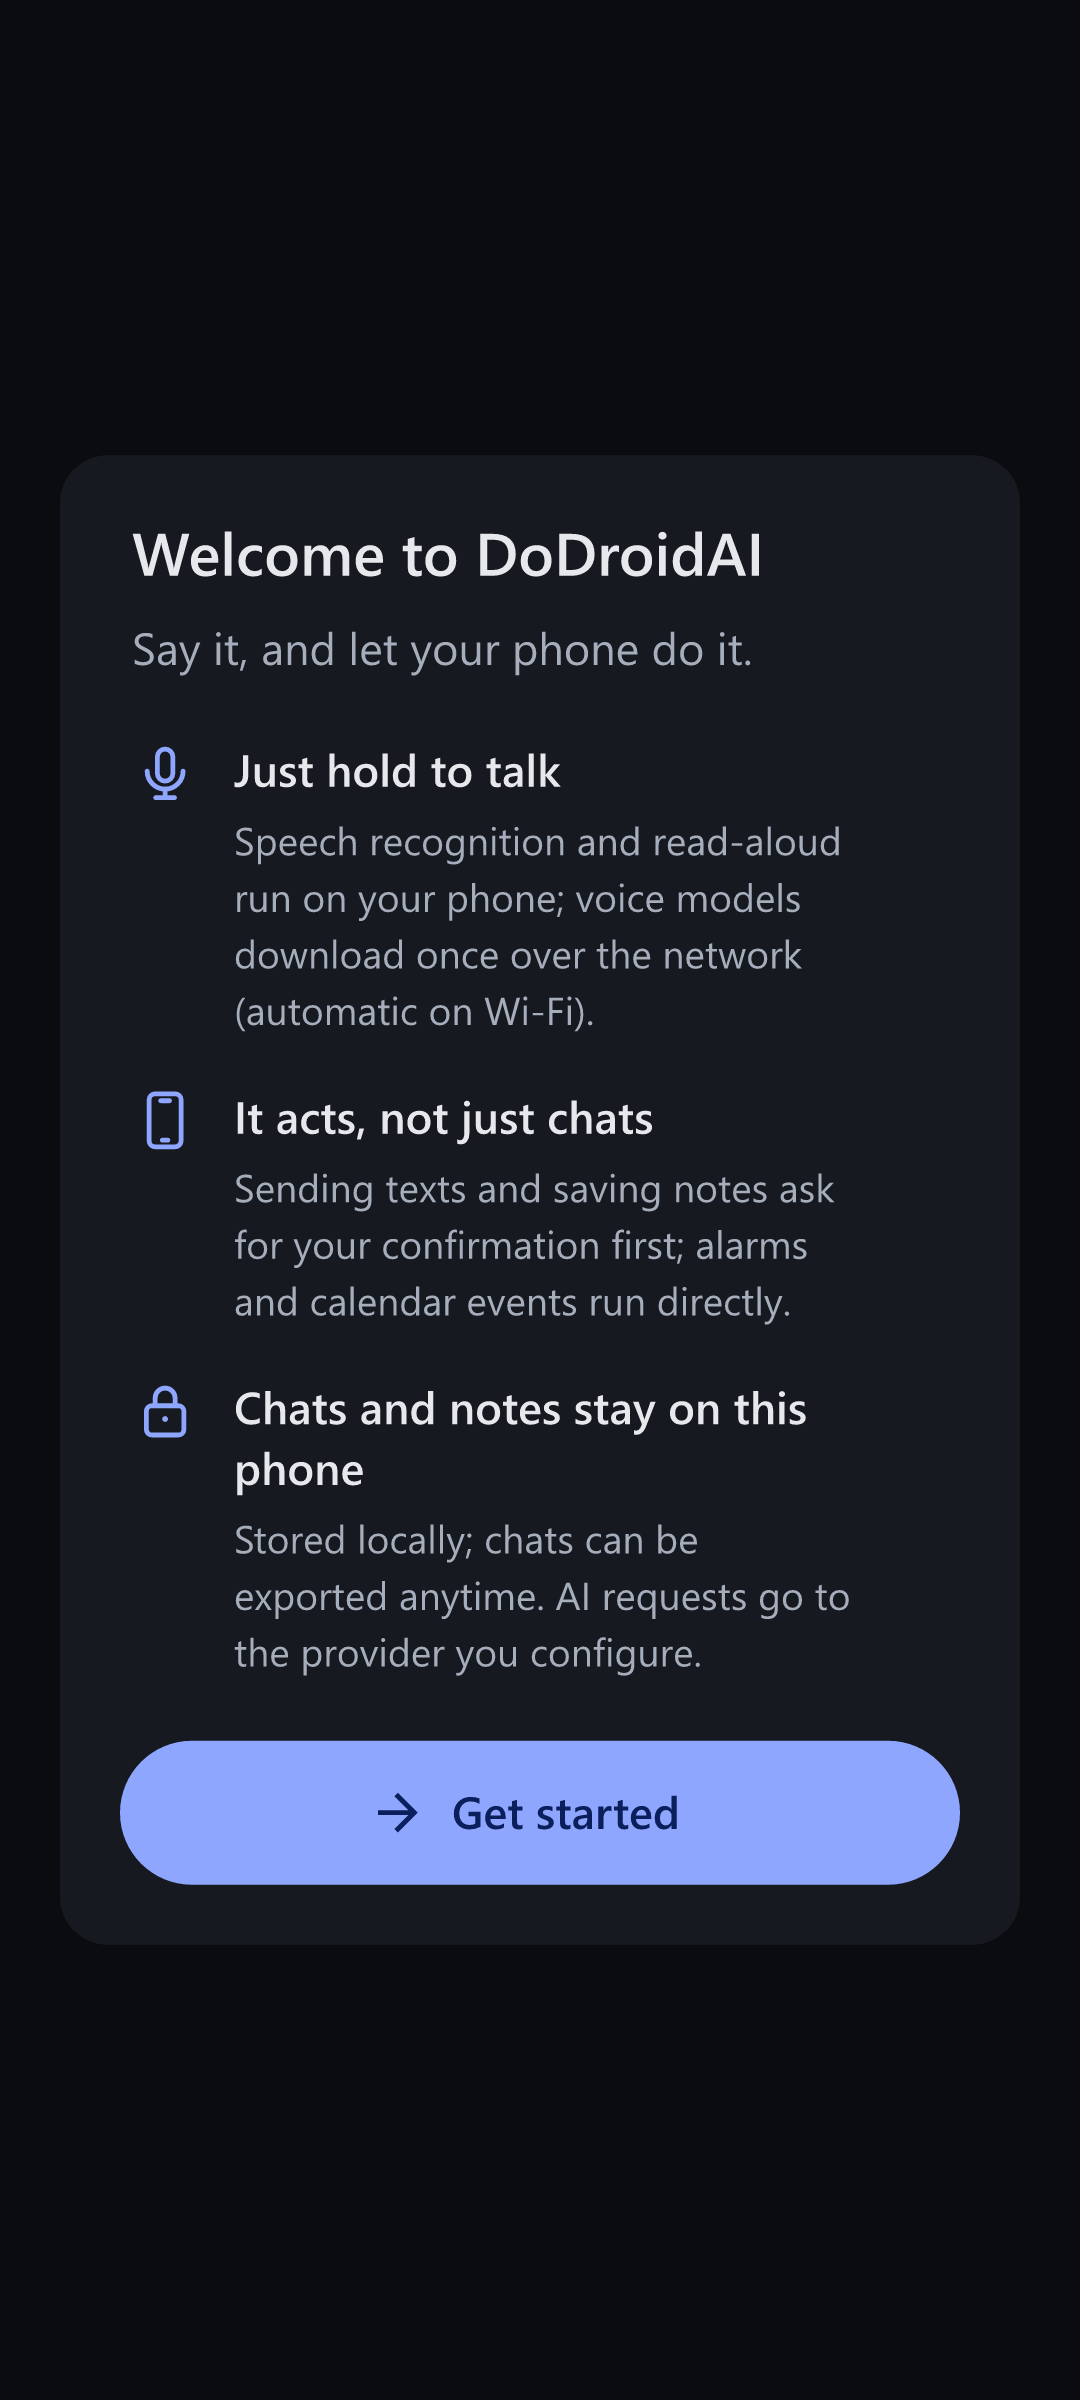 Welcome to DoDroidAI
Say it, and let your phone do it.
Just hold to talk
Speech recognition and read-aloud
run on your phone; voice models
download once over the network
(automatic on Wi-Fi).
It acts, not just chats
Sending texts and saving notes ask
for your confirmation first; alarms
and calendar events run directly.
Chats and notes stay on this
phone
Stored locally; chats can be
exported anytime. AI requests go to
the provider you configure.
Get started